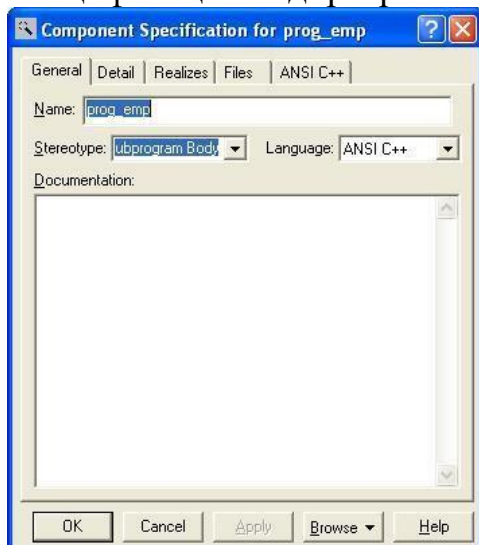 Component Specification for prog_emp
General Detail Realizes Files ANSI C++
Name: prog_emp
Stereotype: ubprogram Body Language: ANSI C++
Documentation:
OK Cancel Apply Browse Help